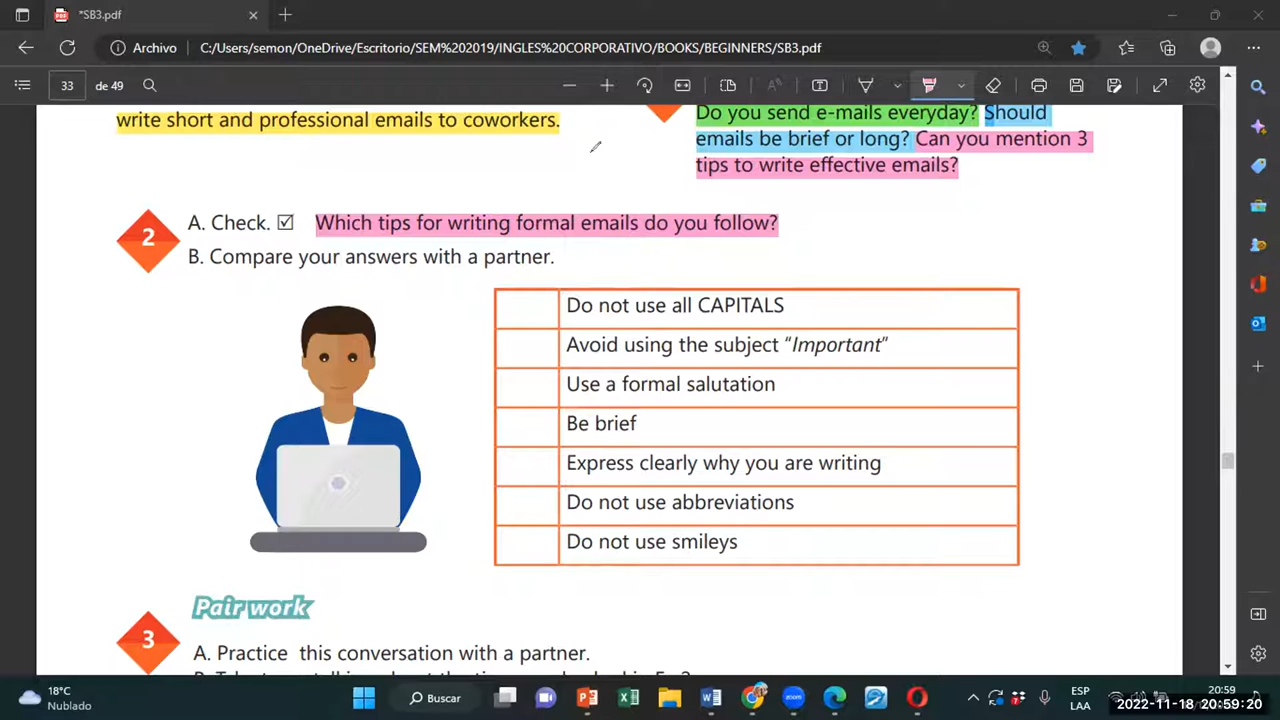 *SB3.pdf
Archivo
C:/Users/semon/OneDrive/Escritorio/SEM%202019/INGLES%20CORPORATIVO/BOOKS/BEGINNERS/SB3.pdf
33 de 49
write short and professional emails to coworkers.
Do you send e-mails everyday? Should
emails be brief or long? Can you mention 3
tips to write effective emails?
2
A. Check. ☑ Which tips for writing formal emails do you follow?
B. Compare your answers with a partner.
Do not use all CAPITALS
Avoid using the subject “Important”
Use a formal salutation
Be brief
Express clearly why you are writing
Do not use abbreviations
Do not use smileys
Pair work
3
A. Practice this conversation with a partner.
18°C
Nublado
Buscar
ESP
LAA
20:59
2022-11-18 20:59:20